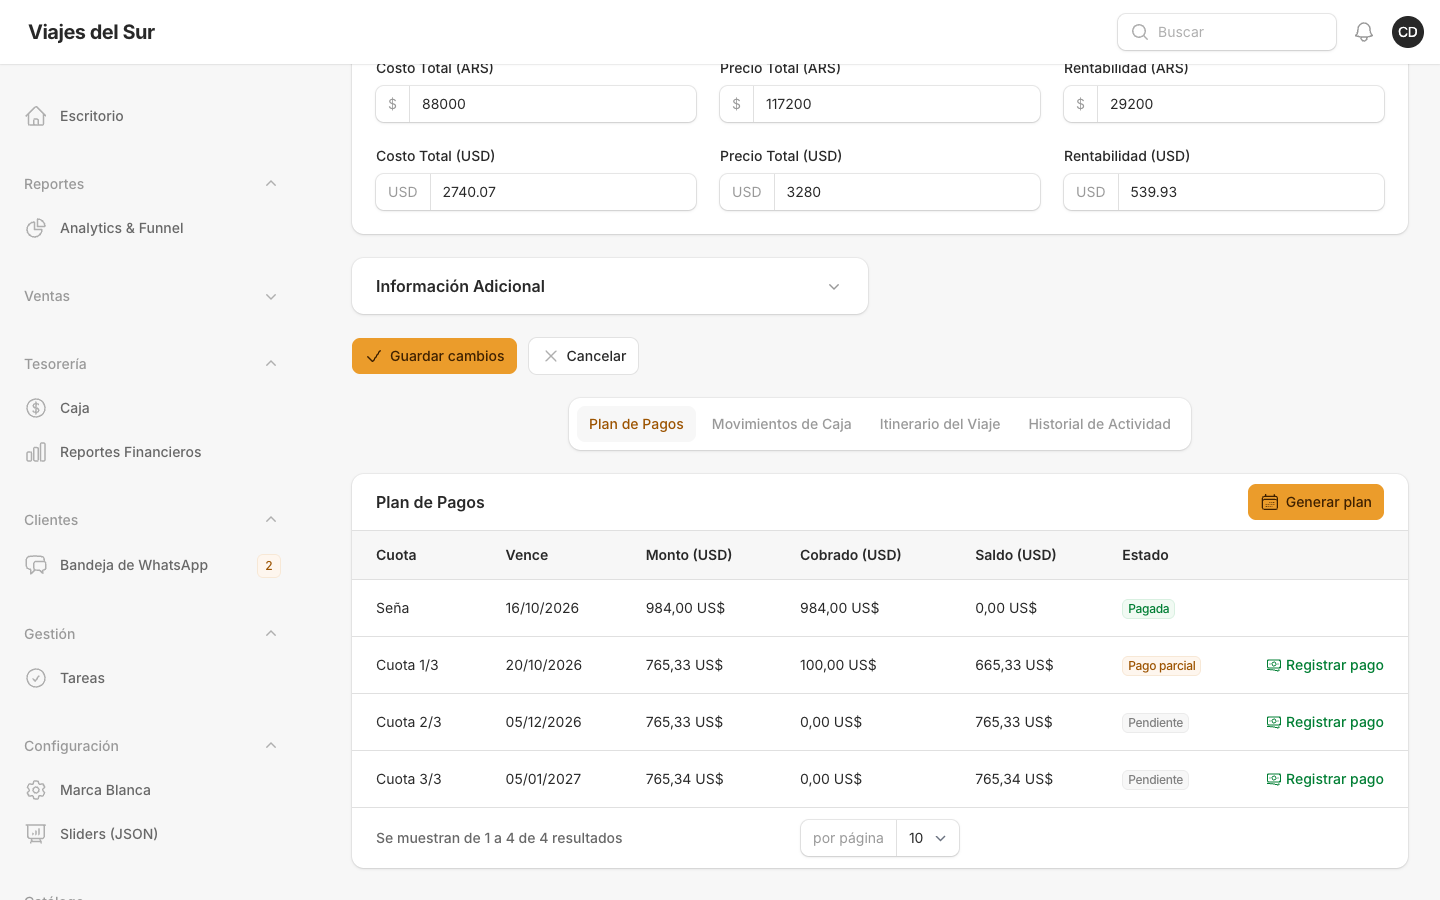 Viajes del Sur
Buscar
CD
Escritorio
Reportes
Analytics & Funnel
Ventas
Tesorería
Caja
Reportes Financieros
Clientes
Bandeja de WhatsApp
2
Gestión
Tareas
Configuración
Marca Blanca
Sliders (JSON)
Costo Total (ARS)
Precio Total (ARS)
Rentabilidad (ARS)
$ 88000
$ 117200
$ 29200
Costo Total (USD)
Precio Total (USD)
Rentabilidad (USD)
USD 2740.07
USD 3280
USD 539.93
Información Adicional
Guardar cambios
Cancelar
Plan de Pagos
Movimientos de Caja
Itinerario del Viaje
Historial de Actividad
Plan de Pagos
Generar plan
Cuota Vence Monto (USD) Cobrado (USD) Saldo (USD) Estado
Seña 16/10/2026 984,00 US$ 984,00 US$ 0,00 US$ Pagada
Cuota 1/3 20/10/2026 765,33 US$ 100,00 US$ 665,33 US$ Pago parcial Registrar pago
Cuota 2/3 05/12/2026 765,33 US$ 0,00 US$ 765,33 US$ Pendiente Registrar pago
Cuota 3/3 05/01/2027 765,34 US$ 0,00 US$ 765,34 US$ Pendiente Registrar pago
Se muestran de 1 a 4 de 4 resultados
por página 10